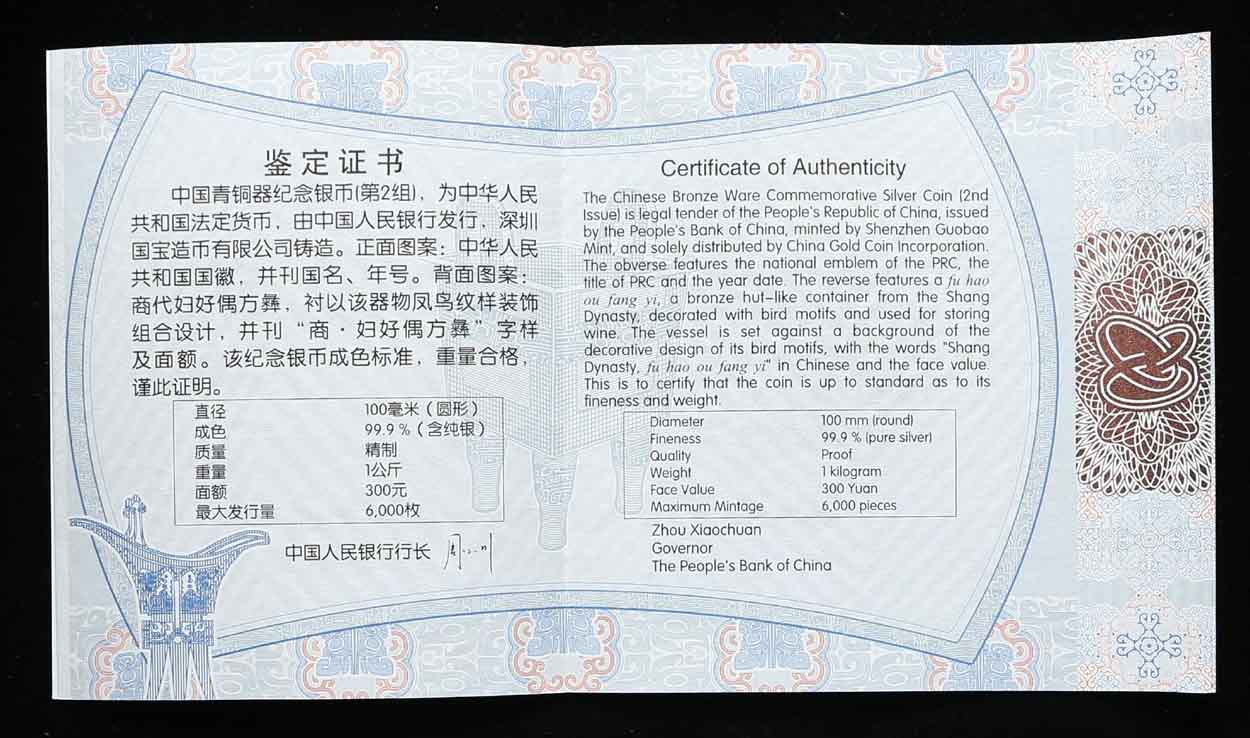 鉴定证书
中国青铜器纪念银币(第2组)，为中华人民
共和国法定货币，由中国人民银行发行，深圳
国宝造币有限公司铸造。正面图案：中华人民
共和国国徽，并刊国名、年号。背面图案：
商代妇好偶方彝，衬以该器物凤鸟纹样装饰
组合设计，并刊“商·妇好偶方彝”字样
及面额。该纪念银币成色标准，重量合格，
谨此证明。
直径 100毫米（圆形）
成色 99.9％（含纯银）
质量 精制
重量 1公斤
面额 300元
最大发行量 6,000枚
中国人民银行行长 周小川
Certificate of Authenticity
The Chinese Bronze Ware Commemorative Silver Coin (2nd
Issue) is legal tender of the People's Republic of China, issued
by the People's Bank of China, minted by Shenzhen Guobao
Mint, and solely distributed by China Gold Coin Incorporation.
The obverse features the national emblem of the PRC, the
title of PRC and the year date. The reverse features a fu hao
ou fang yi, a bronze hut-like container from the Shang
Dynasty, decorated with bird motifs and used for storing
wine. The vessel is set against a background of the
decorative design of its bird motifs, with the words "Shang
Dynasty, fu hao ou fang yi" in Chinese and the face value.
This is to certify that the coin is up to standard as to its
fineness and weight.
Diameter 100 mm (round)
Fineness 99.9 % (pure silver)
Quality Proof
Weight 1 kilogram
Face Value 300 Yuan
Maximum Mintage 6,000 pieces
Zhou Xiaochuan
Governor
The People's Bank of China